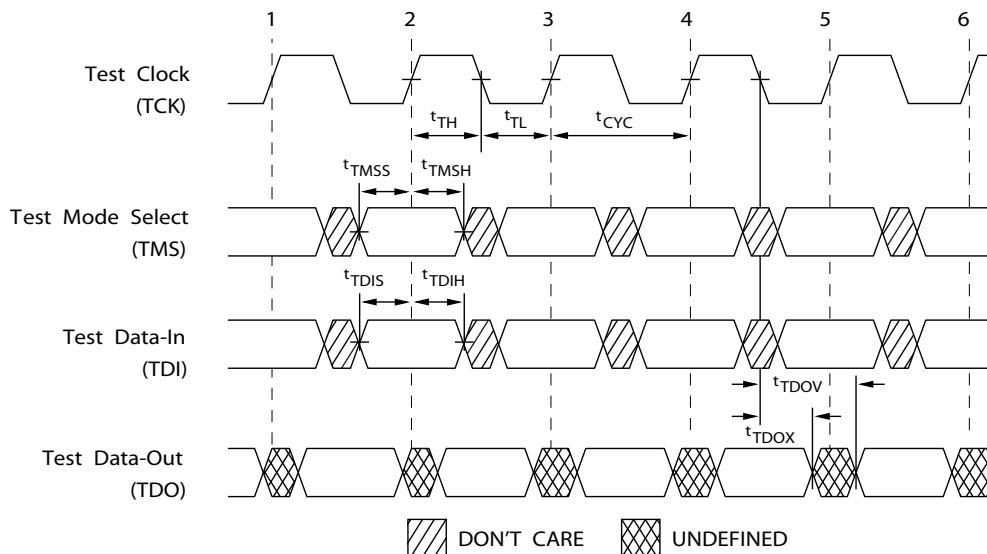 1 2 3 4 5 6
Test Clock
(TCK)
tTH tTL tCYC
tTMSS tTMSH
Test Mode Select
(TMS)
tTDIS tTDIH
Test Data-In
(TDI)
tTDOV
tTDOX
Test Data-Out
(TDO)
DON'T CARE UNDEFINED